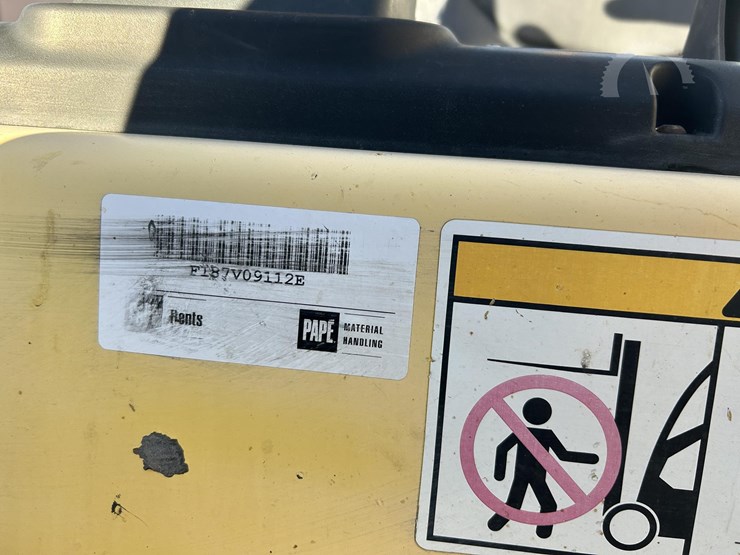 F187V09112E
Rents
PAPÉ
MATERIAL
HANDLING